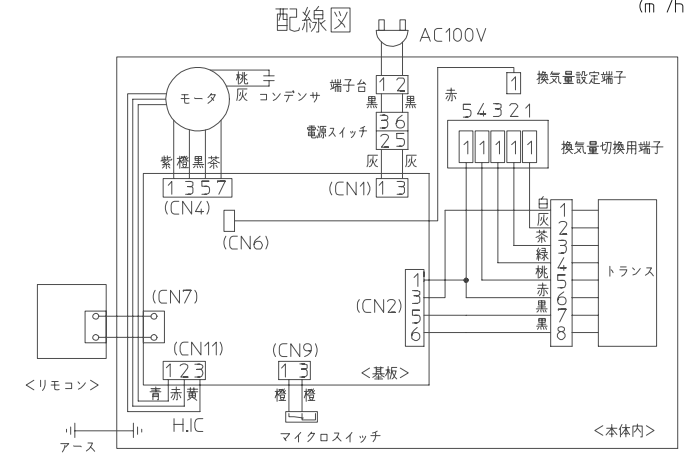 配線図
(m /h
AC100V
モータ
桃
灰
コンデンサ
端子台
1 2
黒 黒
赤
1
換気量設定端子
電源スイッチ
3 6
2 5
灰 灰
5 4 3 2 1
1 1 1 1 1
換気量切換用端子
紫 橙 黒 茶
1 3 5 7
(CN4)
(CN1)
1 3
(CN6)
白 1
灰 2
茶 3
緑 4
桃 5
赤 6
黒 7
黒 8
トランス
(CN2)
1
3
5
6
(CN7)
<リモコン>
(CN11)
1 2 3
青 赤 黄
H.IC
(CN9)
1 3
橙 橙
マイクロスイッチ
<基板>
<本体内>
アース